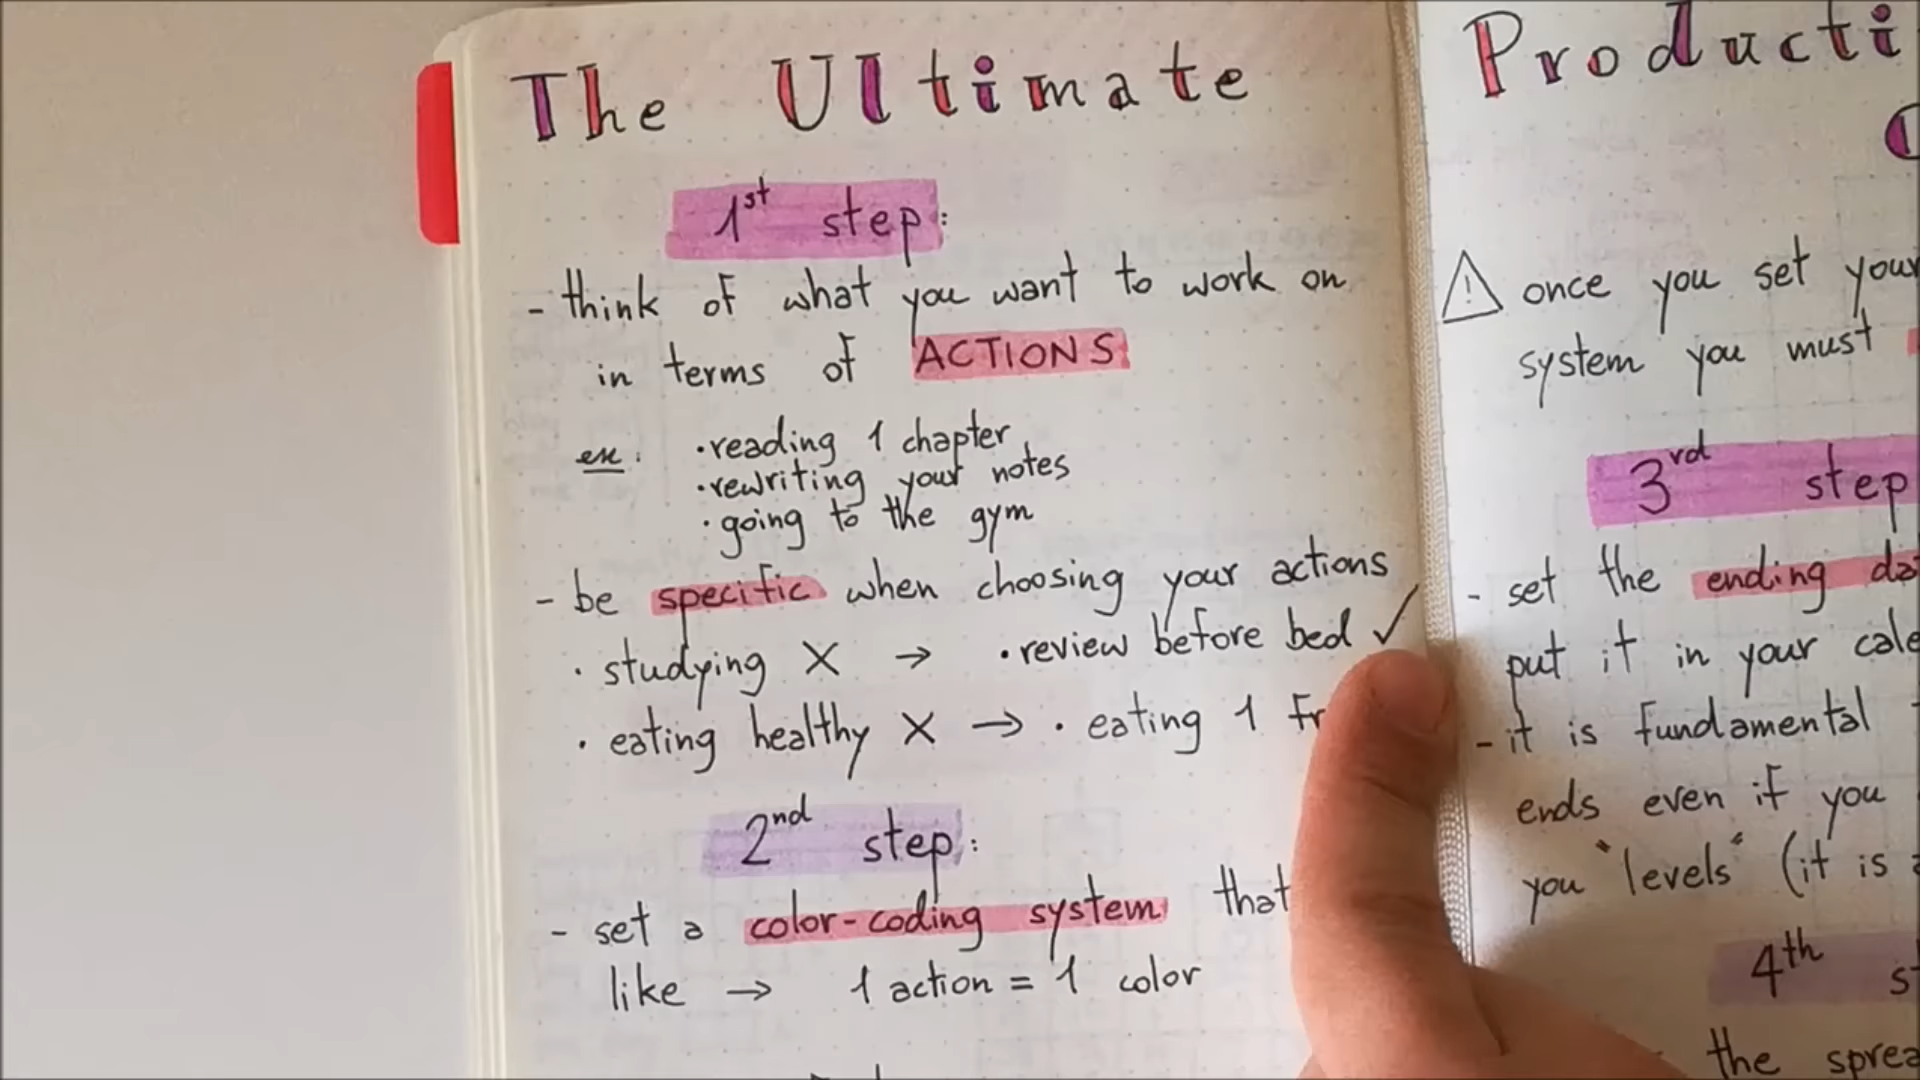 The Ultimate
1st step:
- think of what you want to work on
in terms of ACTIONS
ex: • reading 1 chapter
• rewriting your notes
• going to the gym
- be specific when choosing your actions
• studying X → • review before bed ✓
• eating healthy X → • eating 1
2nd step:
- set a color-coding system that
like → 1 action = 1 color
⚠ once you set your
system you must
3rd step
- set the ending
put it in your
- it is fundamental
ends even if you
you "levels" (it is
4th
the